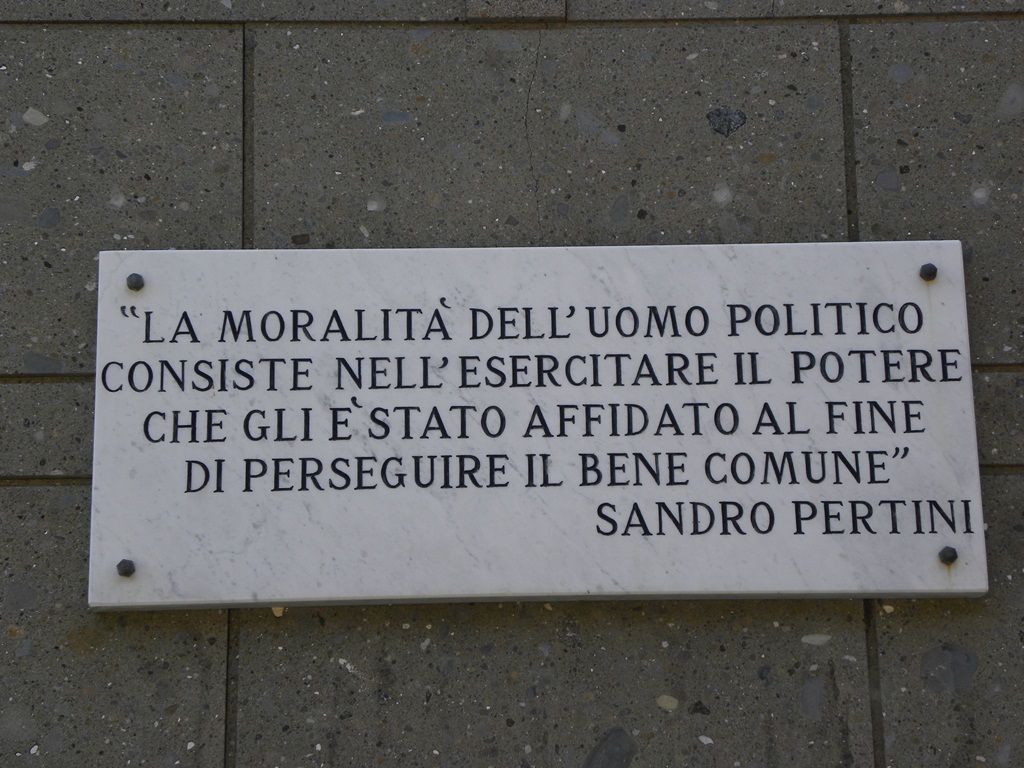 “LA MORALITÀ DELL’UOMO POLITICO
CONSISTE NELL’ESERCITARE IL POTERE
CHE GLI È STATO AFFIDATO AL FINE
DI PERSEGUIRE IL BENE COMUNE”
SANDRO PERTINI